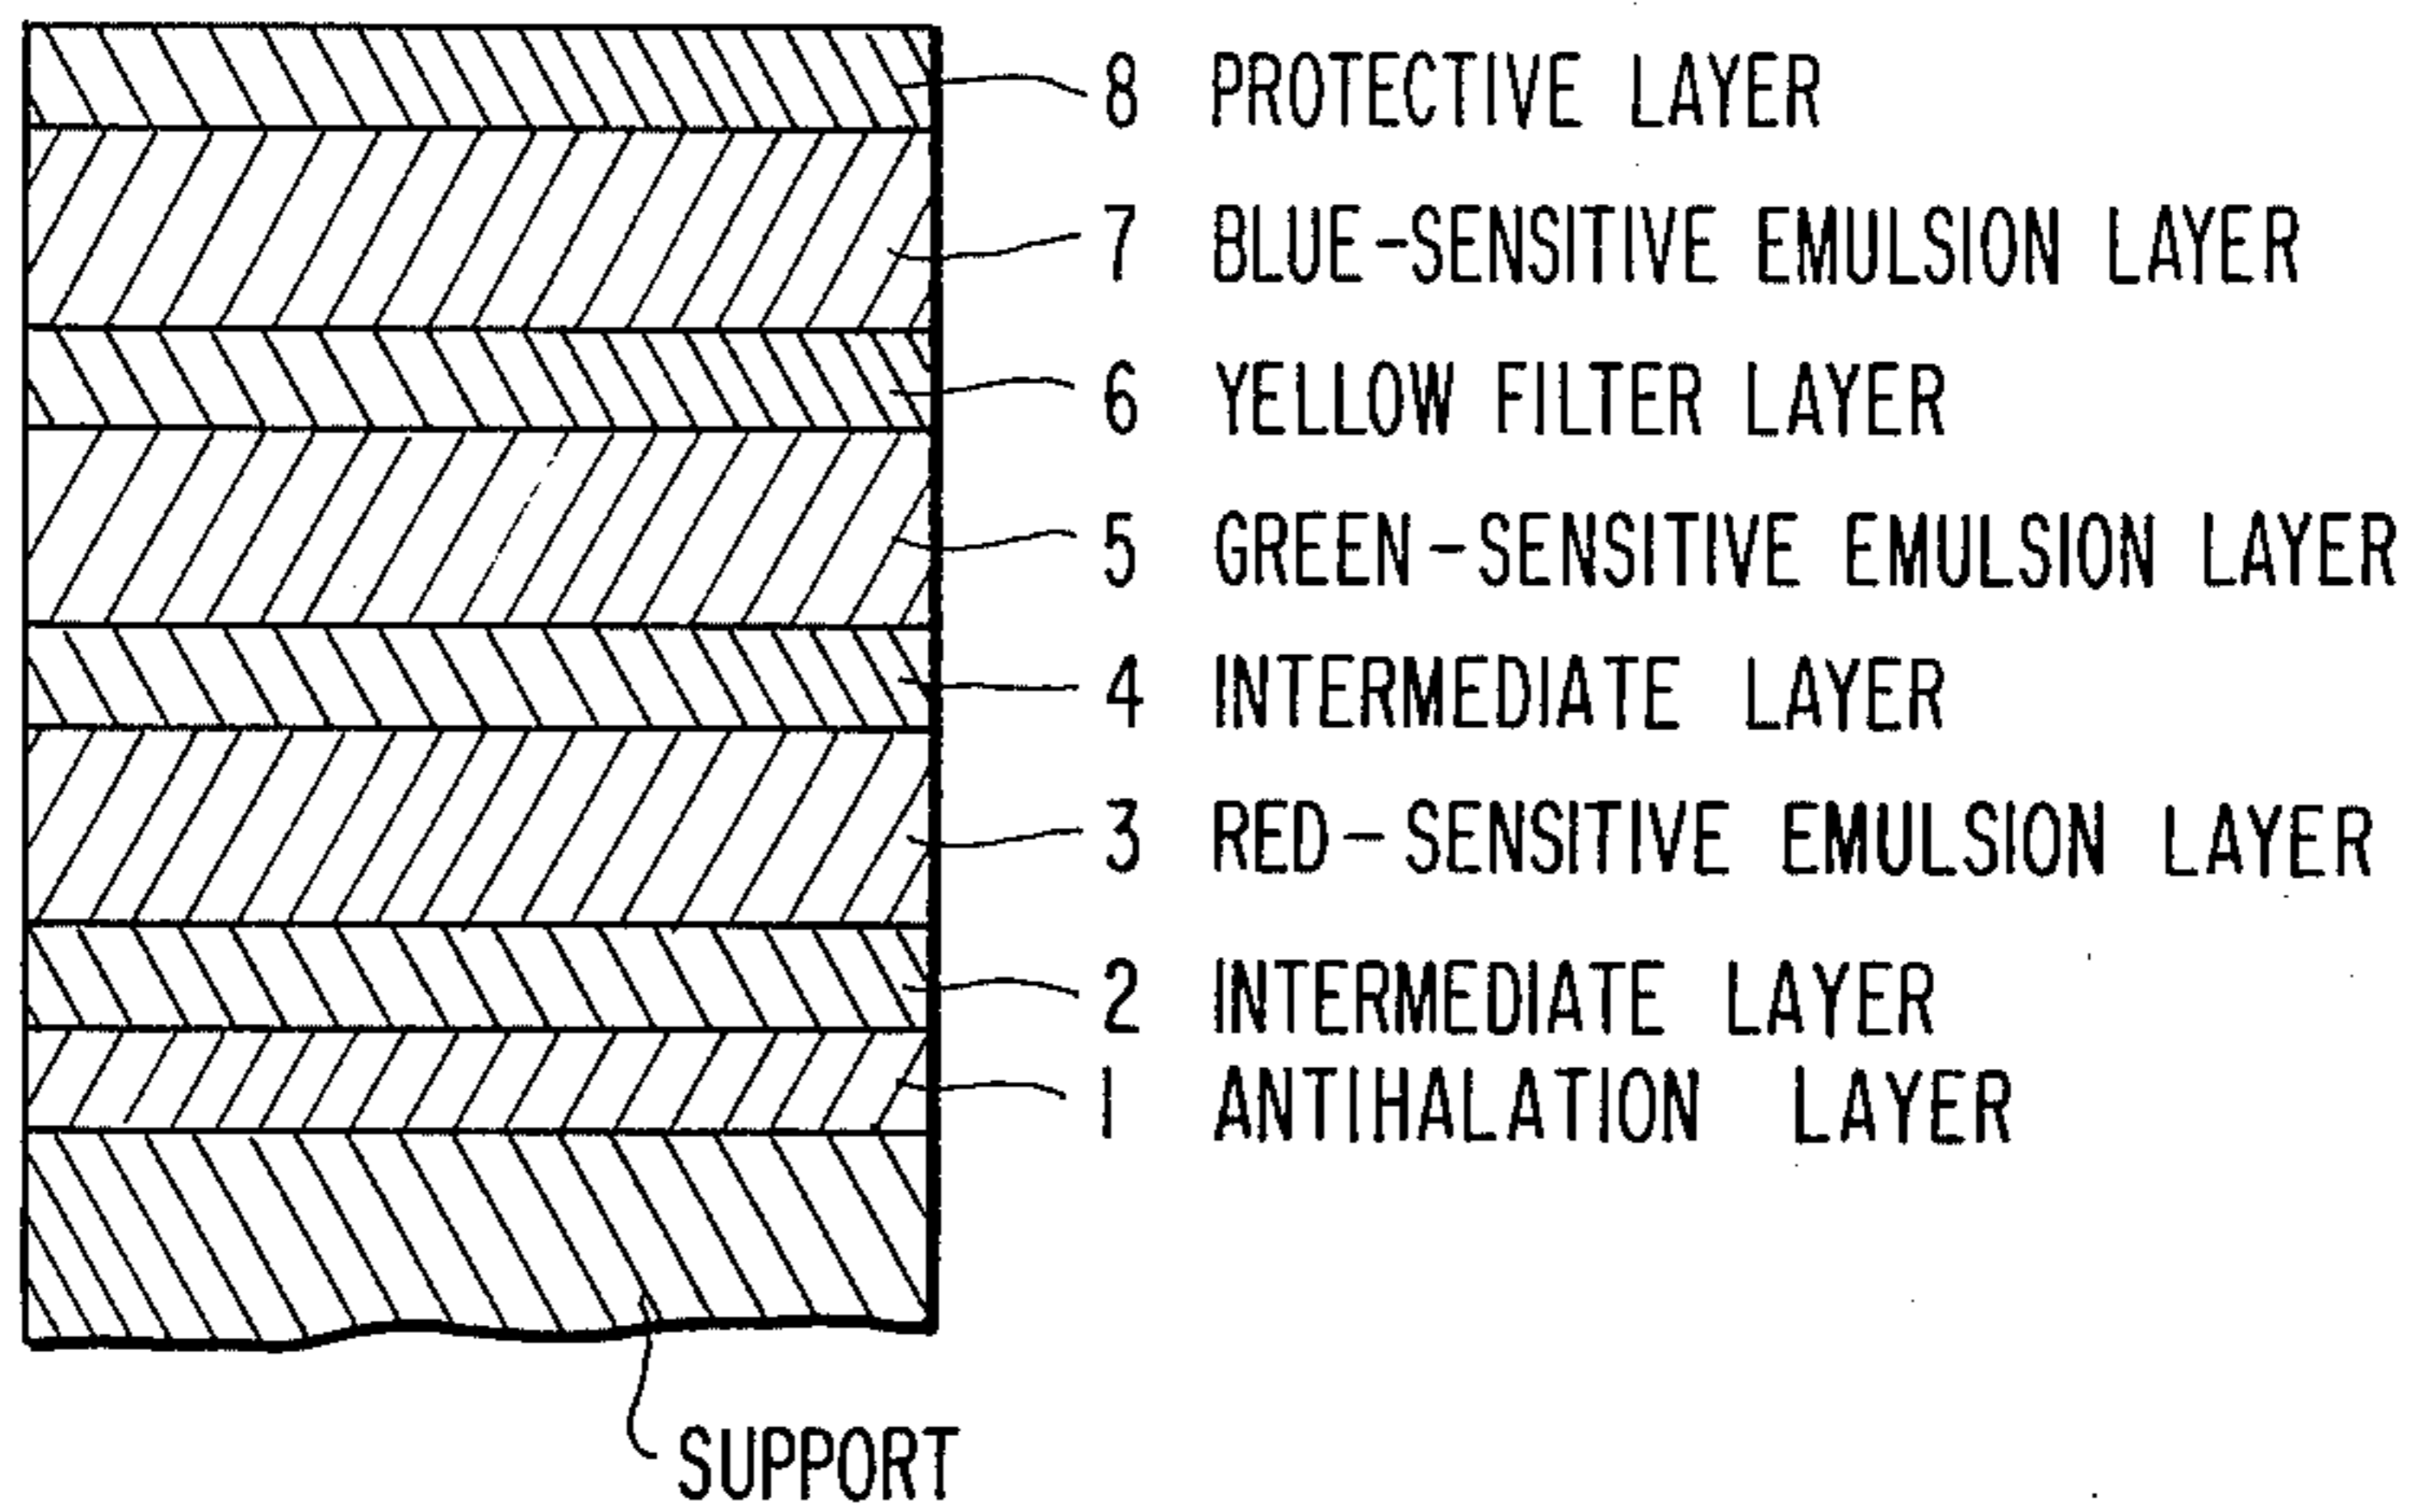 8 PROTECTIVE LAYER
7 BLUE-SENSITIVE EMULSION LAYER
6 YELLOW FILTER LAYER
5 GREEN-SENSITIVE EMULSION LAYER
4 INTERMEDIATE LAYER
3 RED-SENSITIVE EMULSION LAYER
2 INTERMEDIATE LAYER
1 ANTIHALATION LAYER
SUPPORT